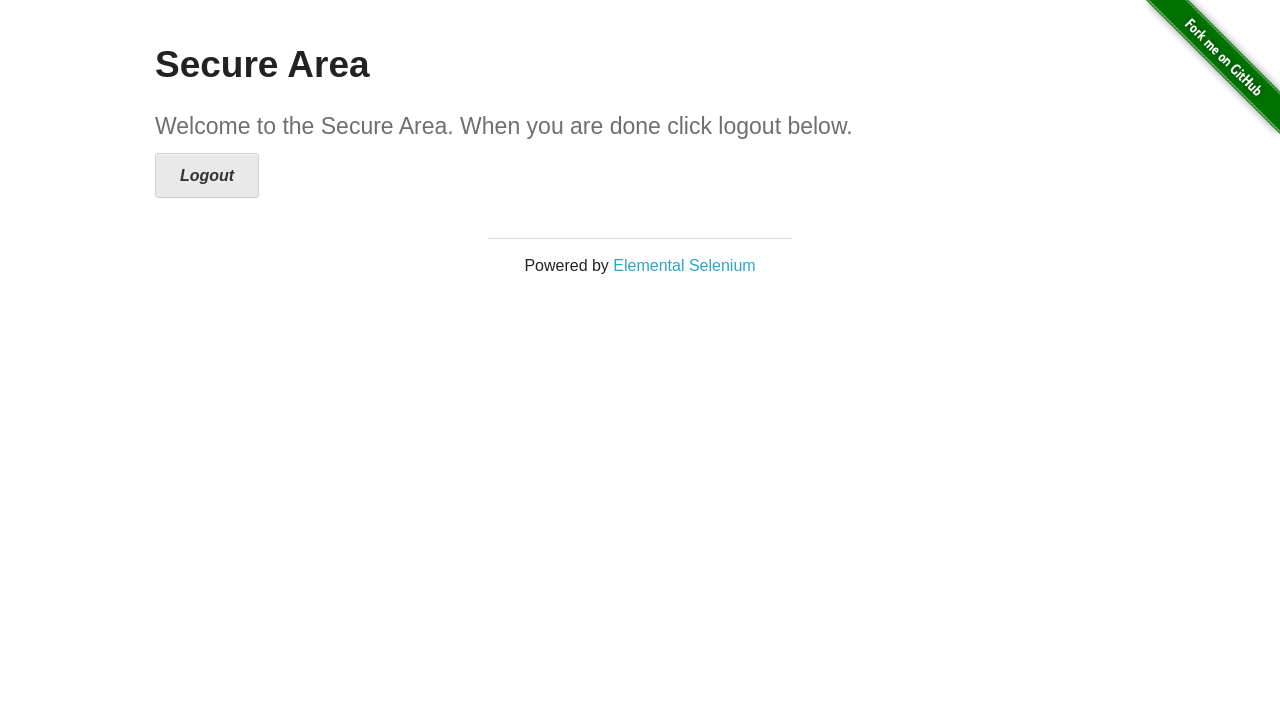 Fork me on GitHub
Secure Area
Welcome to the Secure Area. When you are done click logout below.
Logout
Powered by Elemental Selenium